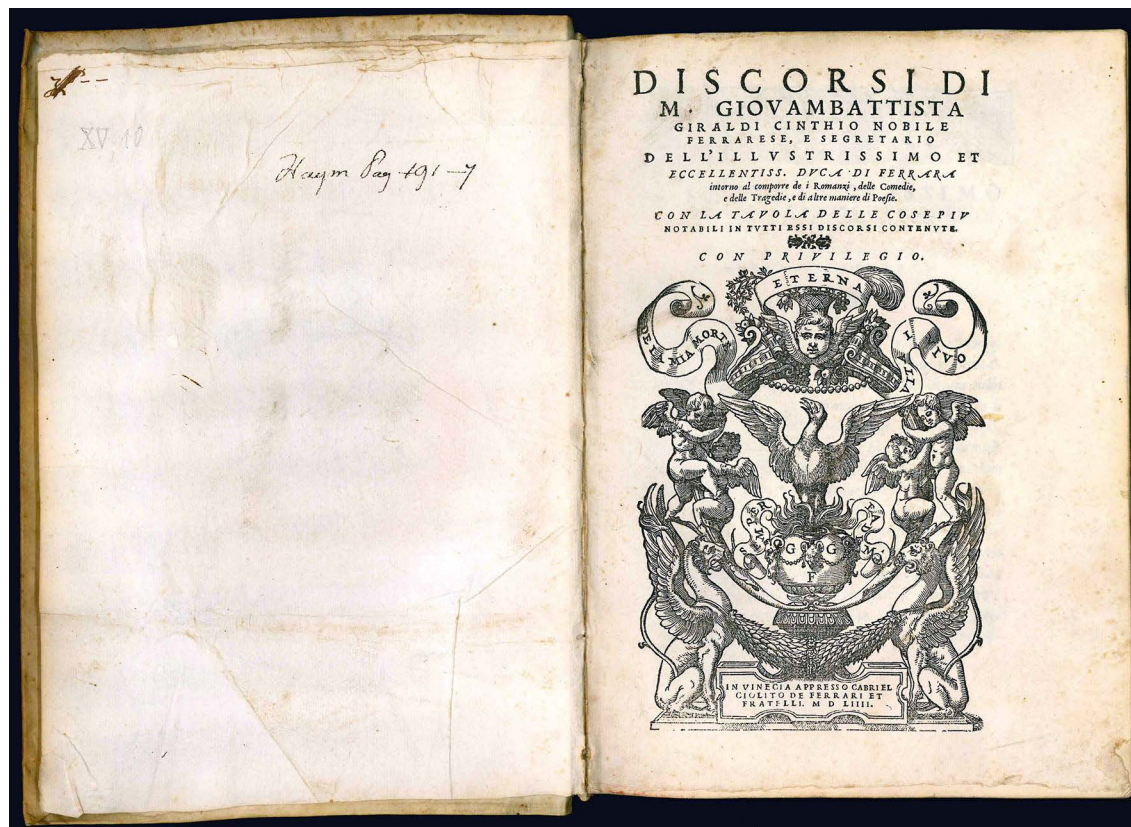 XV 10
Haym Pag 191-7
DISCORSI DI
M. GIOVAMBATTISTA
GIRALDI CINTHIO NOBILE
FERRARESE, E SEGRETARIO
DELL'ILLVSTRISSIMO ET
ECCELLENTISS. DVCA DI FERRARA
intorno al comporre de i Romanzi, delle Comedie,
e delle Tragedie, e di altre maniere di Poesie.
CON LA TAVOLA DELLE COSE PIV
NOTABILI IN TVTTI ESSI DISCORSI CONTENVTE.
CON PRIVILEGIO.
DE LA MIA MORTE
ETERNA
VITA I VIVO
SEMPER
G G
F
IN VINEGIA APPRESSO GABRIEL
GIOLITO DE FERRARI ET
FRATELLI. M D LIIII.